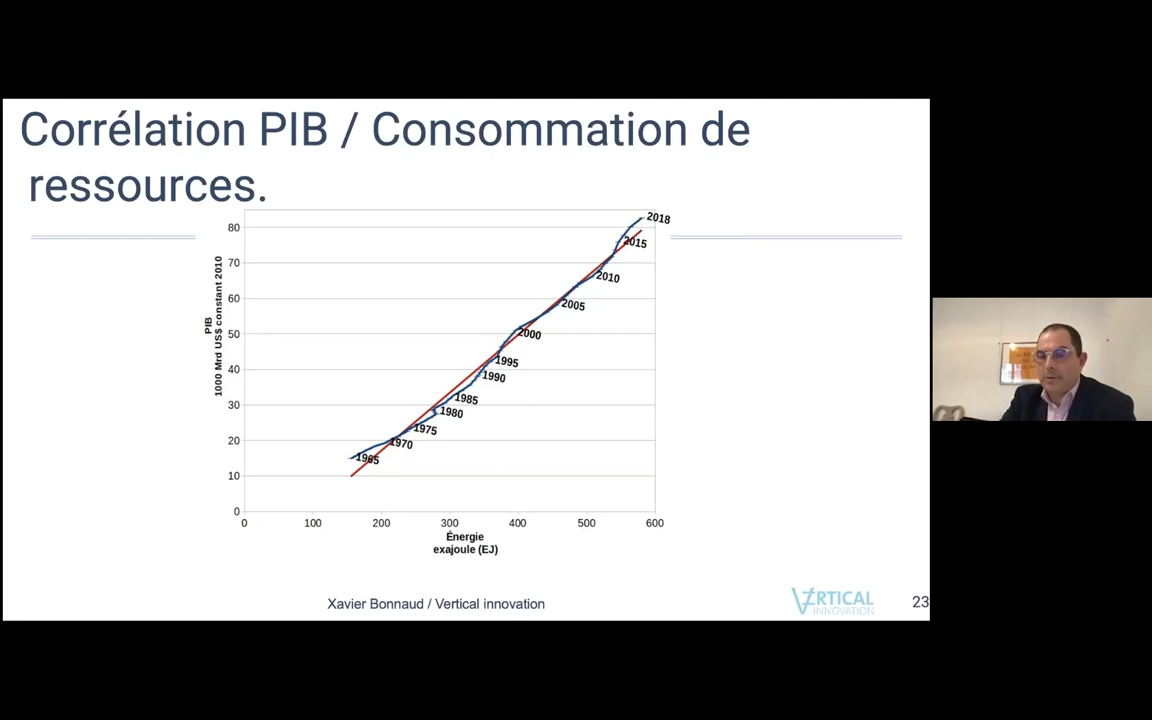 Corrélation PIB / Consommation de
ressources.
2018
80
2015
70
2010
60
2005
50
2000
40
1995
1990
30
1985
1980
1975
20
1970
1965
10
0
PIB
1000 Mrd US$ constant 2010
0 100 200 300 400 500 600
Énergie
exajoule (EJ)
Xavier Bonnaud / Vertical innovation
VERTICAL
INNOVATION
23